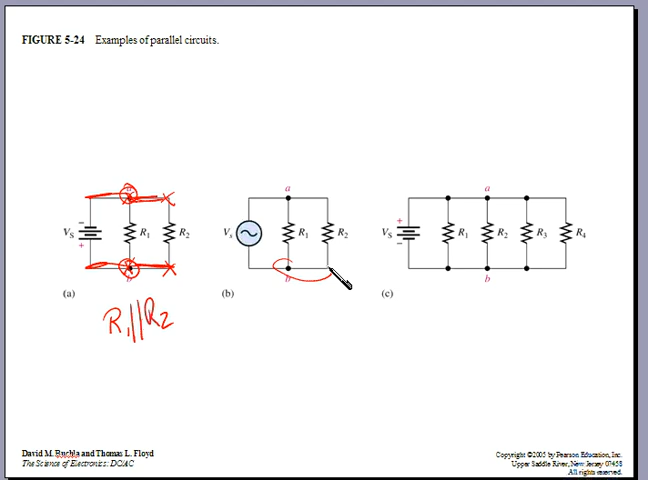 FIGURE 5-24 Examples of parallel circuits.
a a a
− + +
VS R1 R2 Vs R1 R2 VS R1 R2 R3 R4
+ −
b b b
(a) (b) (c)
R1//R2
David M. Buchla and Thomas L. Floyd
The Science of Electronics: DC/AC
Copyright ©2005 by Pearson Education, Inc.
Upper Saddle River, New Jersey 07458
All rights reserved.